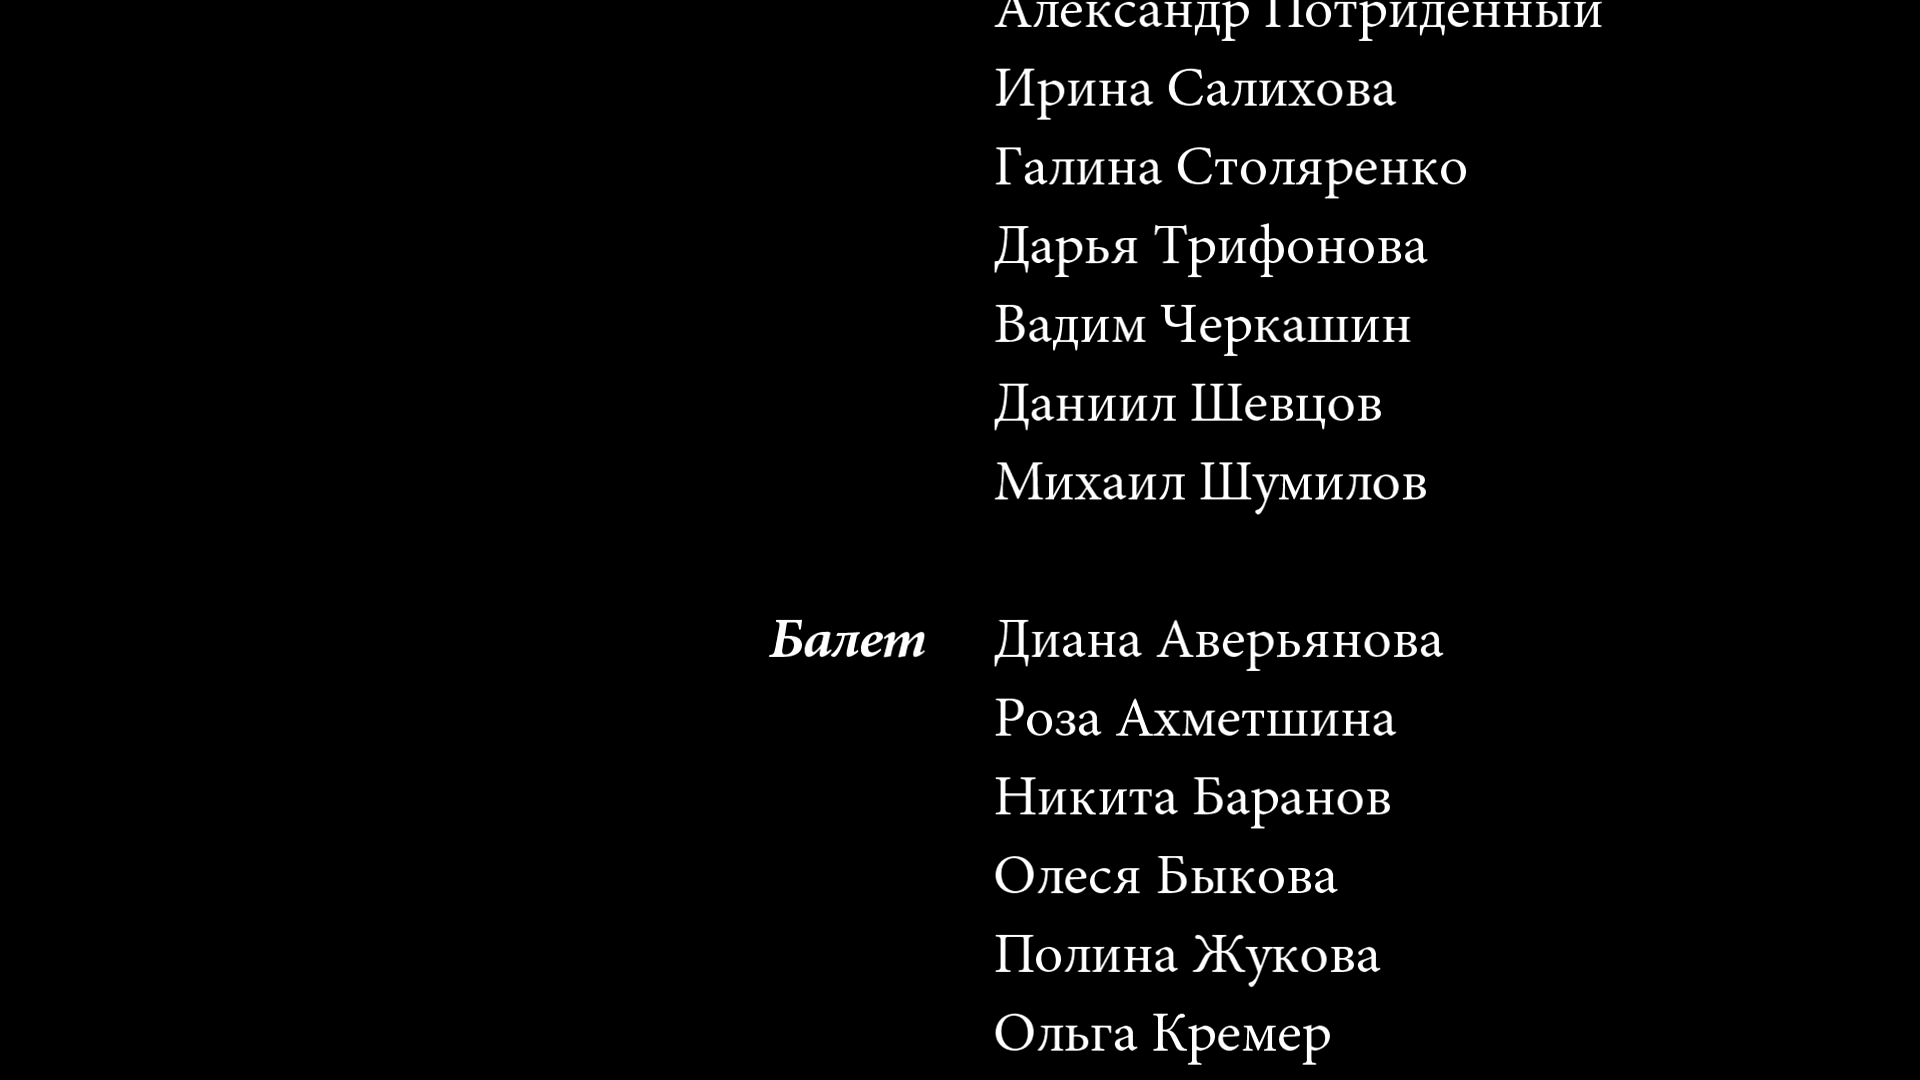 Александр Потриденный
Ирина Салихова
Галина Столяренко
Дарья Трифонова
Вадим Черкашин
Даниил Шевцов
Михаил Шумилов
Балет Диана Аверьянова
Роза Ахметшина
Никита Баранов
Олеся Быкова
Полина Жукова
Ольга Кремер